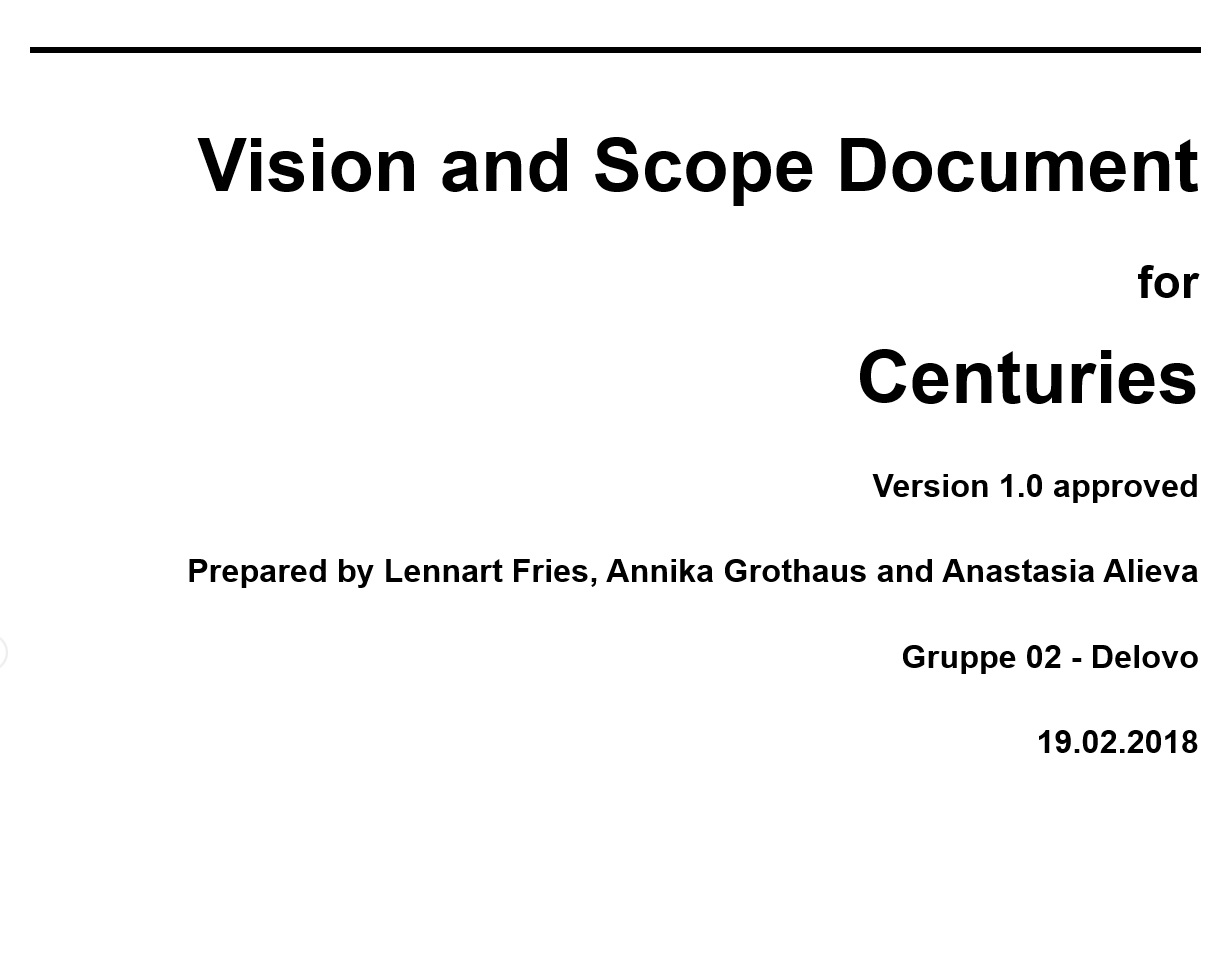 Vision and Scope Document
for
Centuries
Version 1.0 approved
Prepared by Lennart Fries, Annika Grothaus and Anastasia Alieva
Gruppe 02 - Delovo
19.02.2018